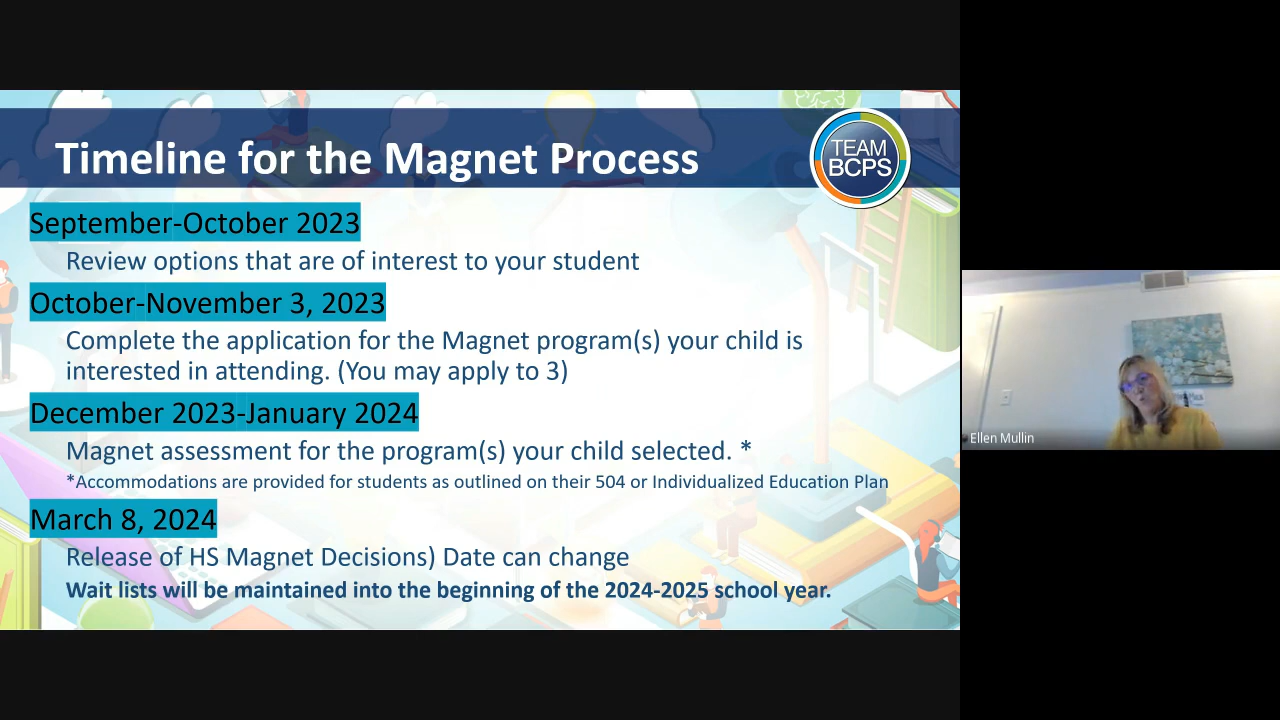 Timeline for the Magnet Process
TEAM
BCPS
September-October 2023
Review options that are of interest to your student
October-November 3, 2023
Complete the application for the Magnet program(s) your child is
interested in attending. (You may apply to 3)
December 2023-January 2024
Magnet assessment for the program(s) your child selected. *
*Accommodations are provided for students as outlined on their 504 or Individualized Education Plan
March 8, 2024
Release of HS Magnet Decisions) Date can change
Wait lists will be maintained into the beginning of the 2024-2025 school year.
Ellen Mullin